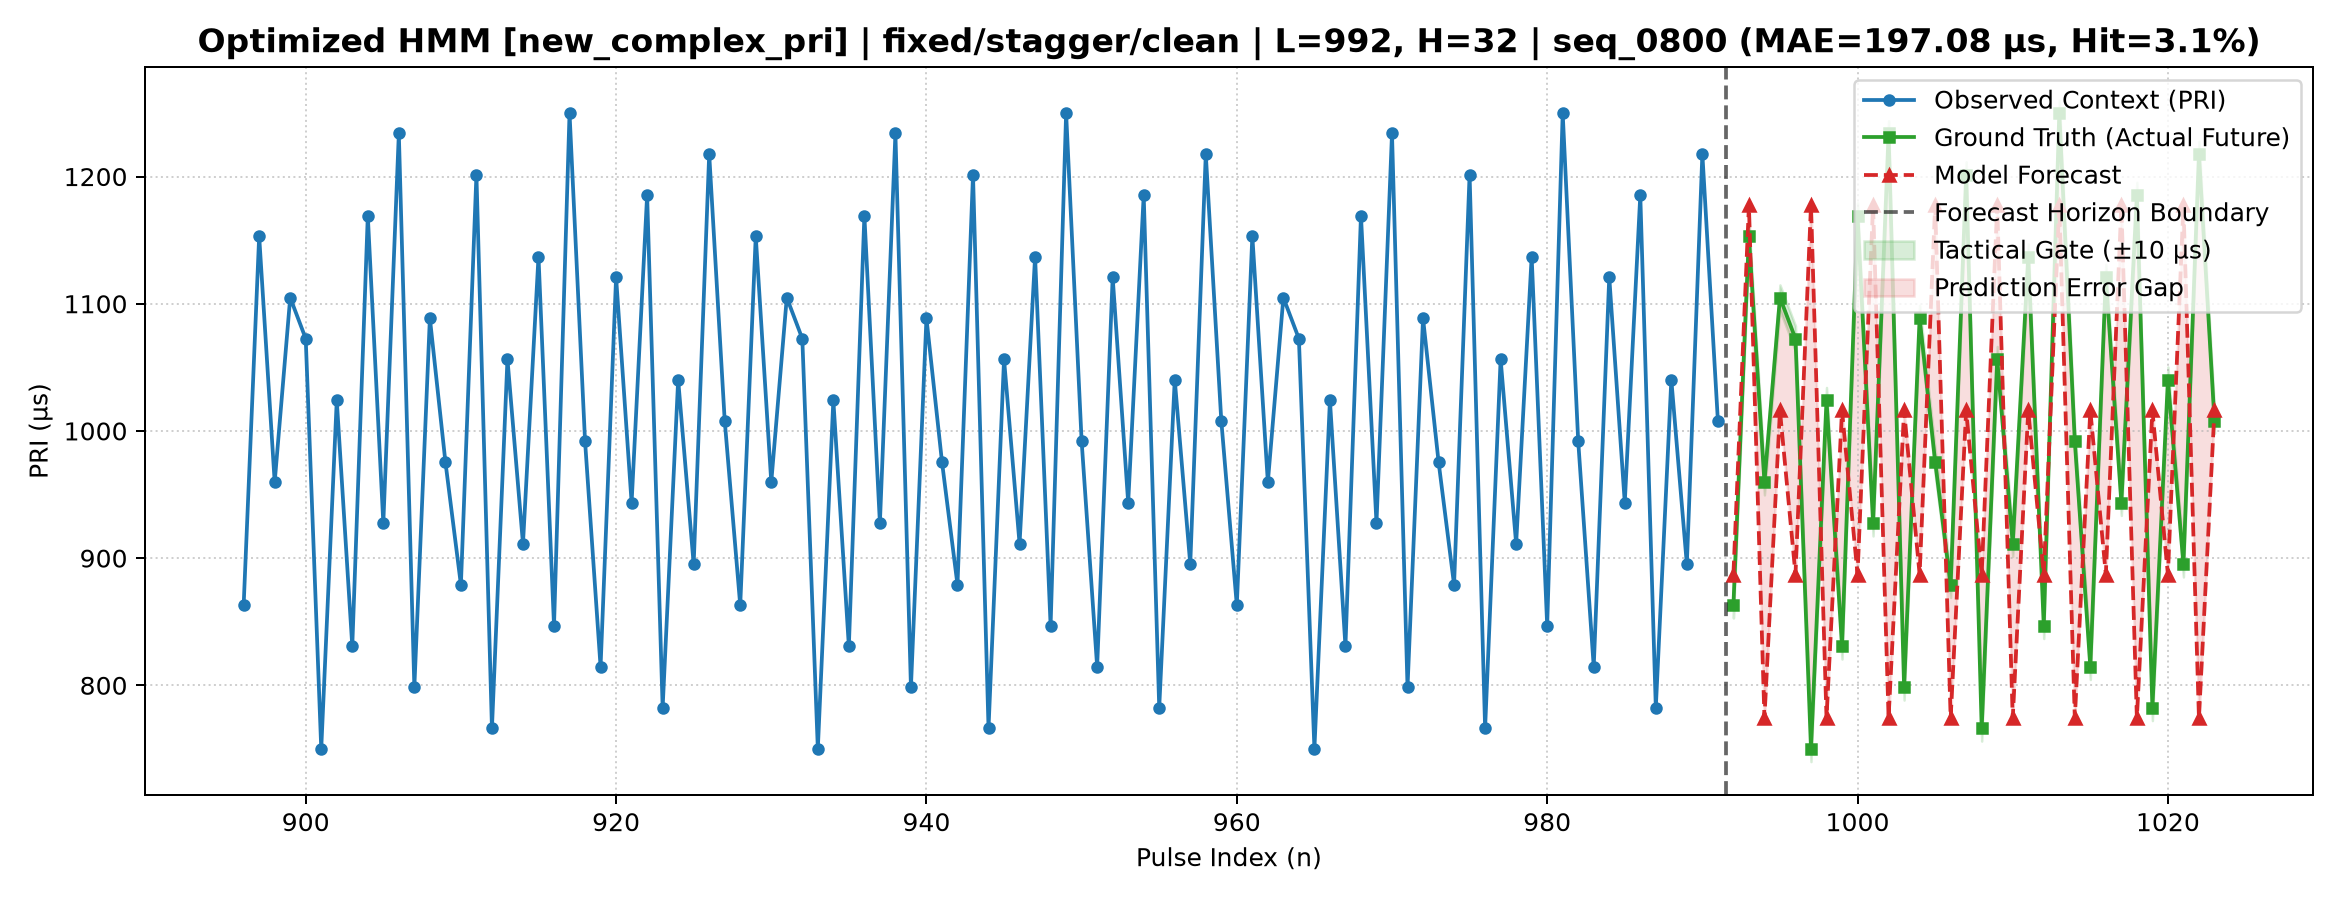 Optimized HMM [new_complex_pri] | fixed/stagger/clean | L=992, H=32 | seq_0800 (MAE=197.08 µs, Hit=3.1%)
Observed Context (PRI)
Ground Truth (Actual Future)
Model Forecast
Forecast Horizon Boundary
Tactical Gate (±10 µs)
Prediction Error Gap
PRI (µs)
1200
1100
1000
900
800
900
920
940
960
980
1000
1020
Pulse Index (n)